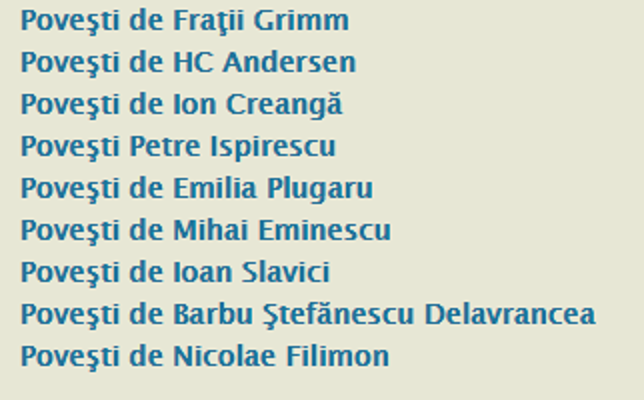 Poveşti de Fraţii Grimm
Poveşti de HC Andersen
Poveşti de Ion Creangă
Poveşti Petre Ispirescu
Poveşti de Emilia Plugaru
Poveşti de Mihai Eminescu
Poveşti de Ioan Slavici
Poveşti de Barbu Ştefănescu Delavrancea
Poveşti de Nicolae Filimon